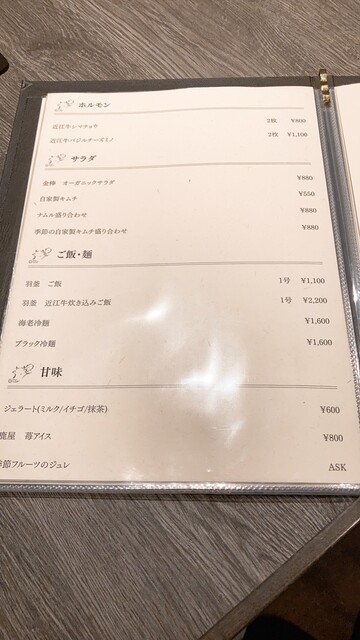 ホルモン
近江牛シマチョウ 2枚 ¥800
近江牛バジルチーズミノ 2枚 ¥1,100
サラダ
金棒 オーガニックサラダ ¥880
自家製キムチ ¥550
ナムル盛り合わせ ¥880
季節の自家製キムチ盛り合わせ ¥880
ご飯・麺
羽釜 ご飯 1号 ¥1,100
羽釜 近江牛炊き込みご飯 1号 ¥2,200
海老冷麺 ¥1,600
ブラック冷麺 ¥1,600
甘味
ジェラート(ミルク/イチゴ/抹茶) ¥600
鹿屋 苺アイス ¥800
季節フルーツのジュレ ASK